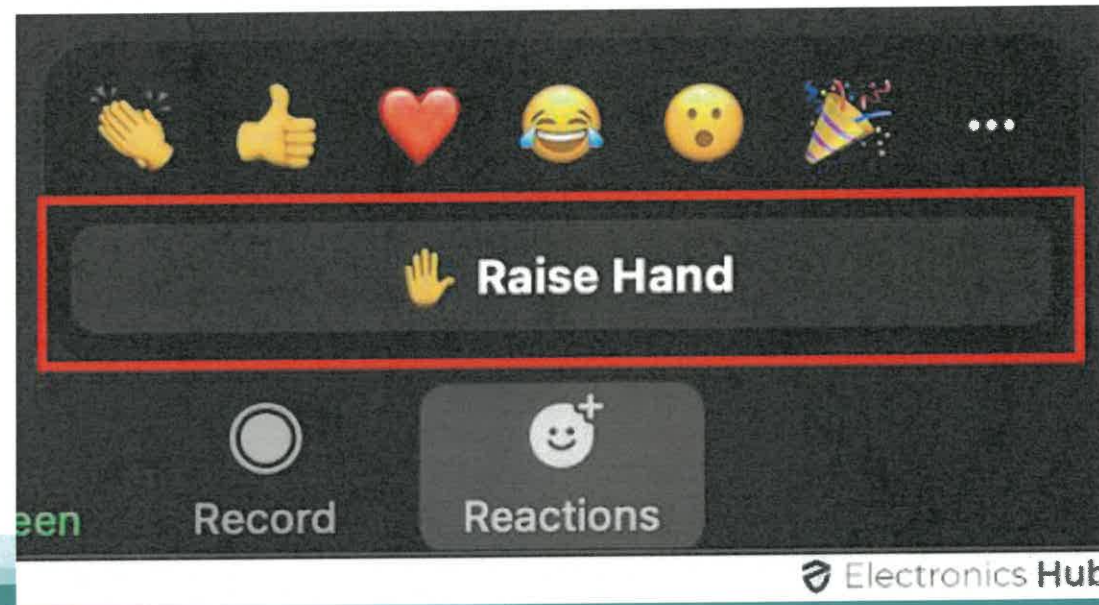 Raise Hand
Record
Reactions
een
Electronics Hub